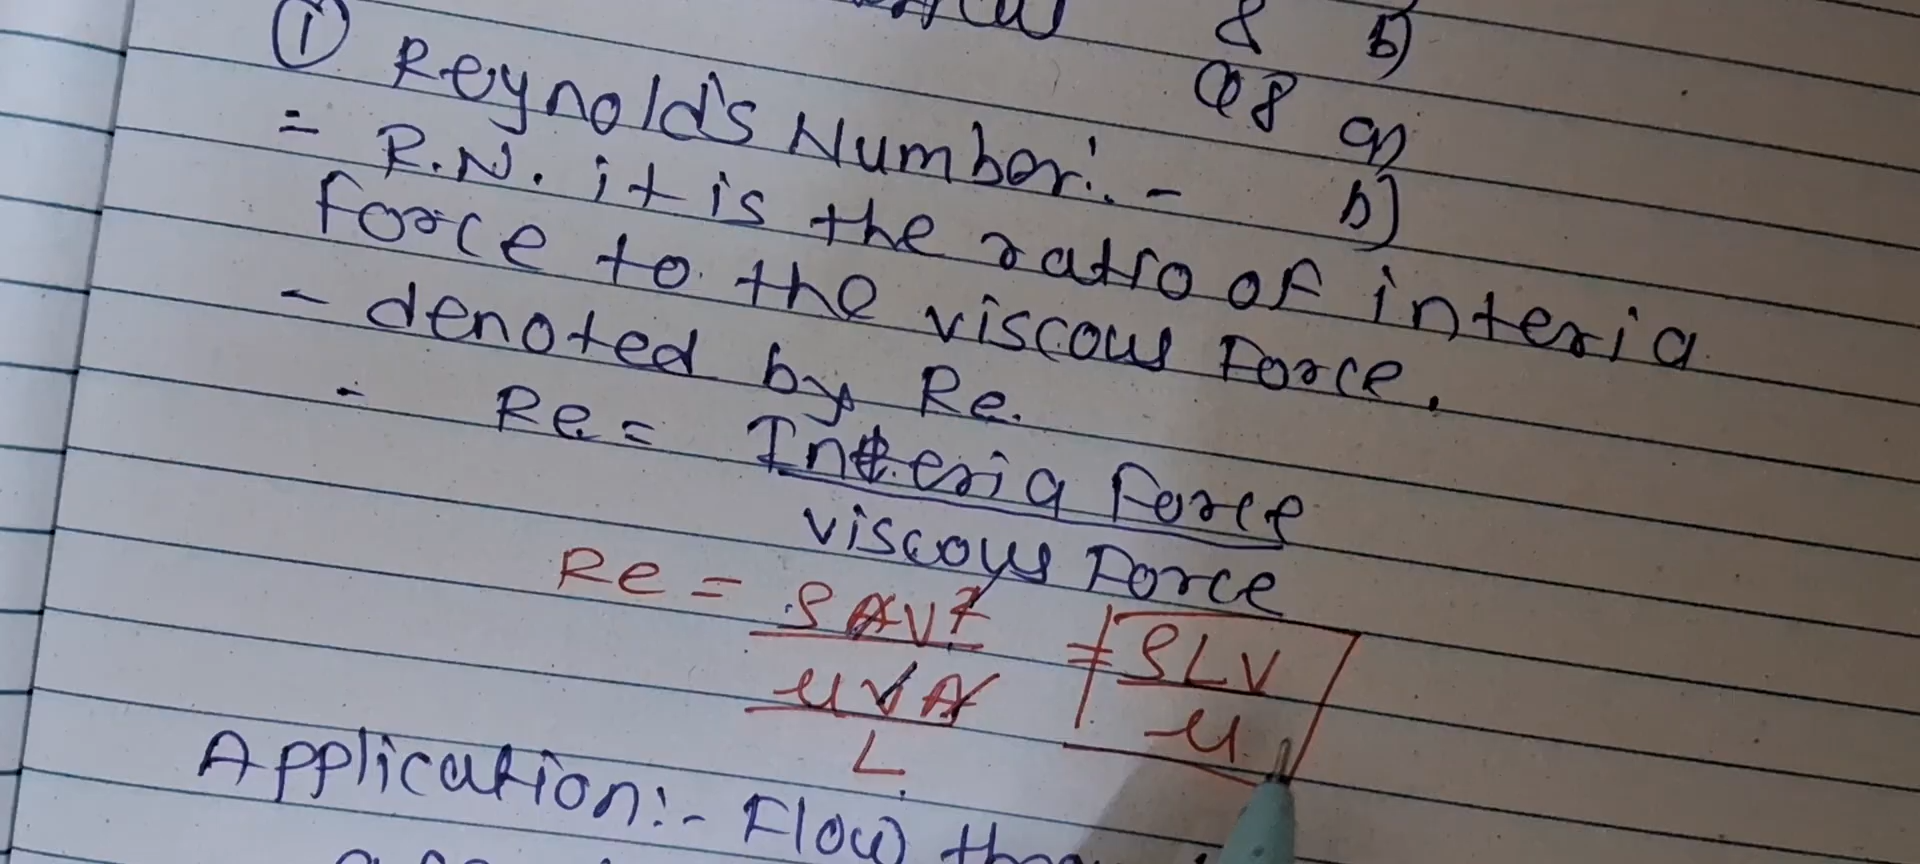 & b)
Q8 a)
b)
① Reynold's Number:-
= R.N. it is the ratio of interia
force to the viscous Force.
- denoted by Re.
- Re = Interia Force
viscous Force
Re = ρAV²
μVA
L
= ρLV
μ
Application:- Flow